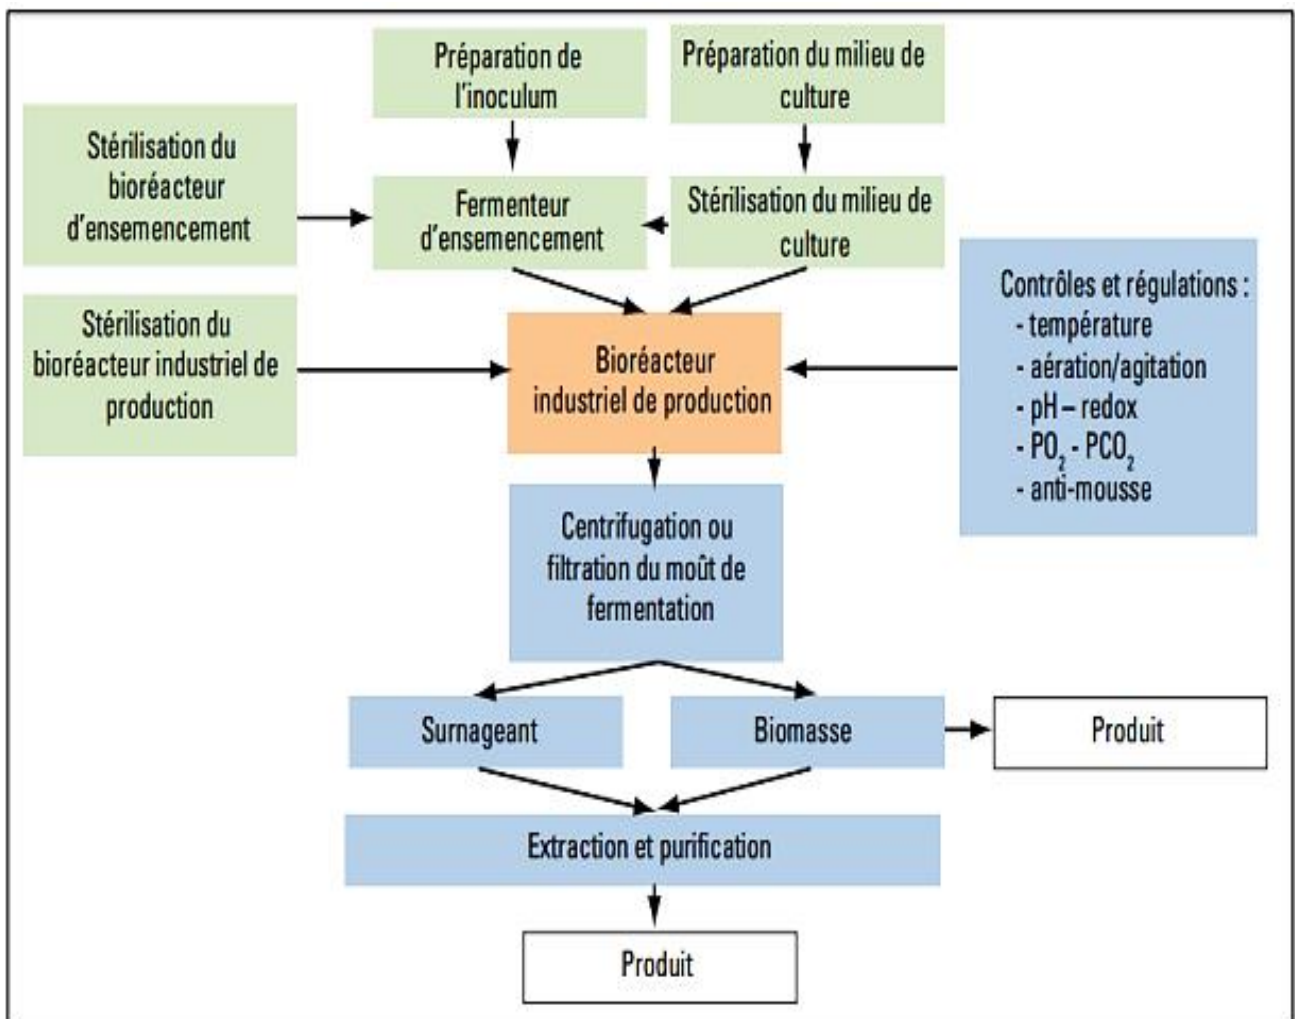 Préparation de
l'inoculum
Préparation du milieu de
culture
Stérilisation du
bioréacteur
d'ensemencement
Fermenteur
d'ensemencement
Stérilisation du milieu de
culture
Stérilisation du
bioréacteur industriel de
production
Bioréacteur
industriel de production
Contrôles et régulations :
- température
- aération/agitation
- pH – redox
- PO₂ - PCO₂
- anti-mousse
Centrifugation ou
filtration du moût de
fermentation
Surnageant
Biomasse
Produit
Extraction et purification
Produit